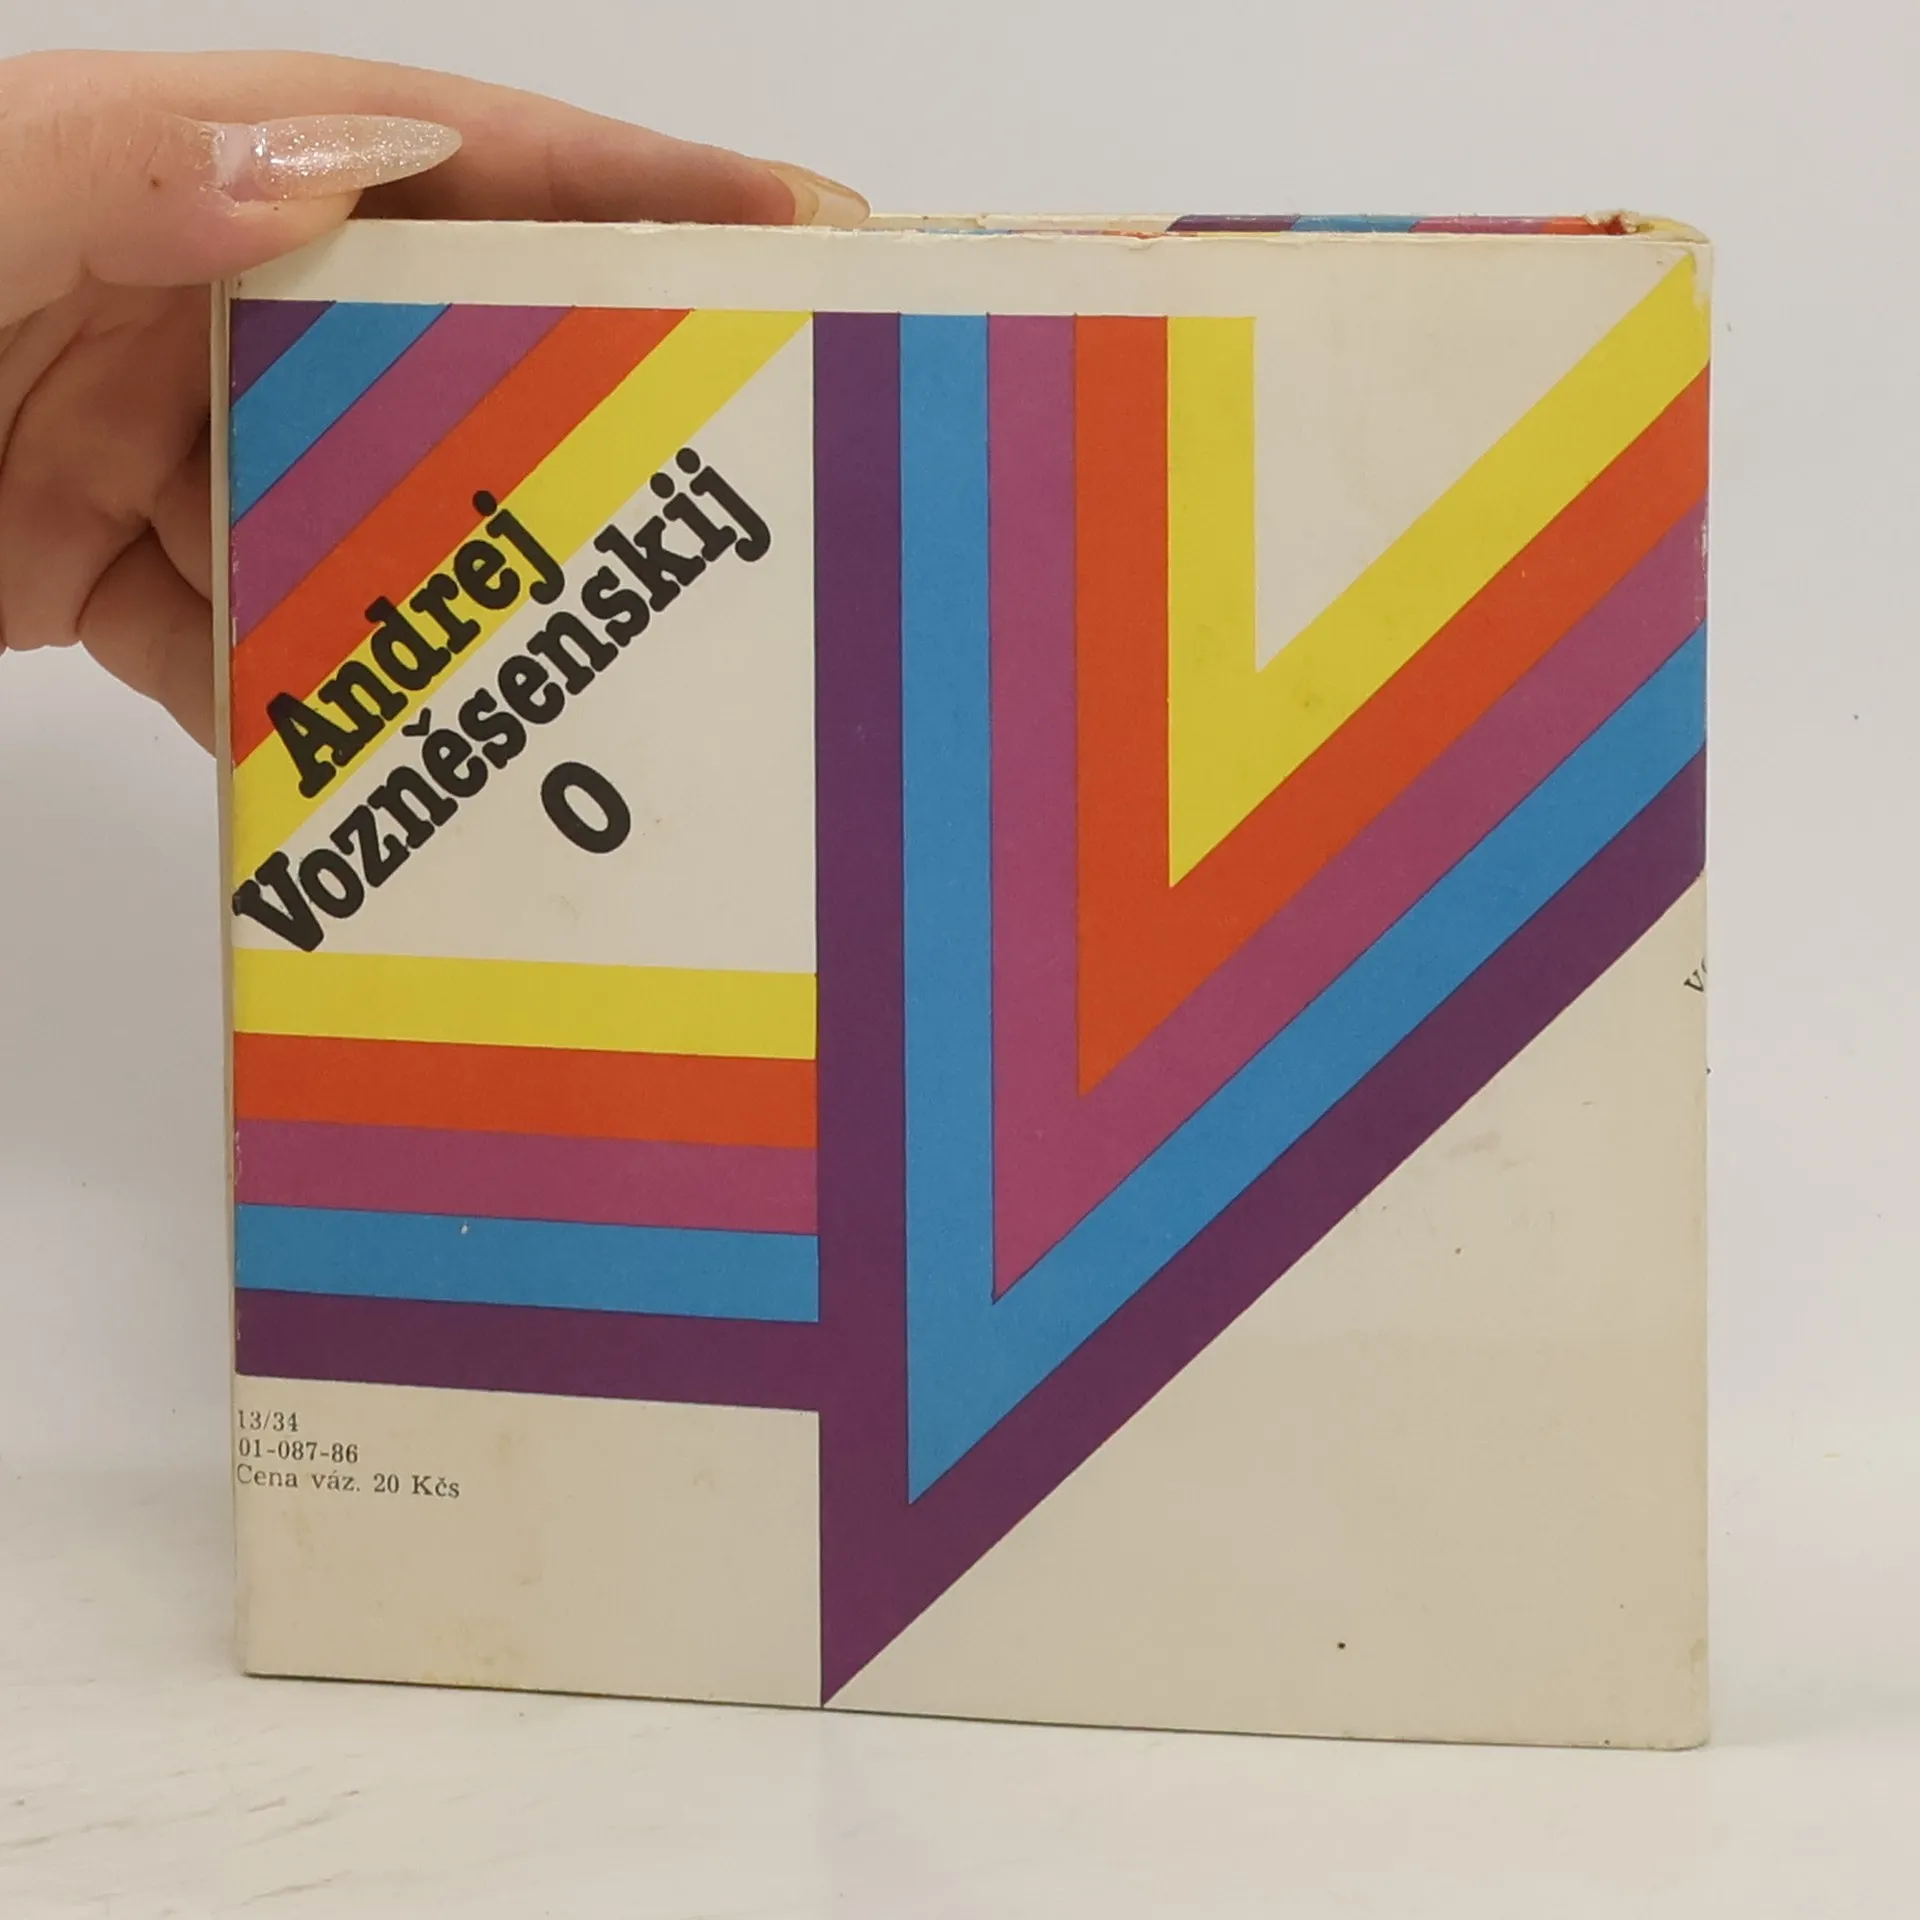 Andrej
Vozněsenskij
O
13/34
01-087-86
Cena váz. 20 Kčs